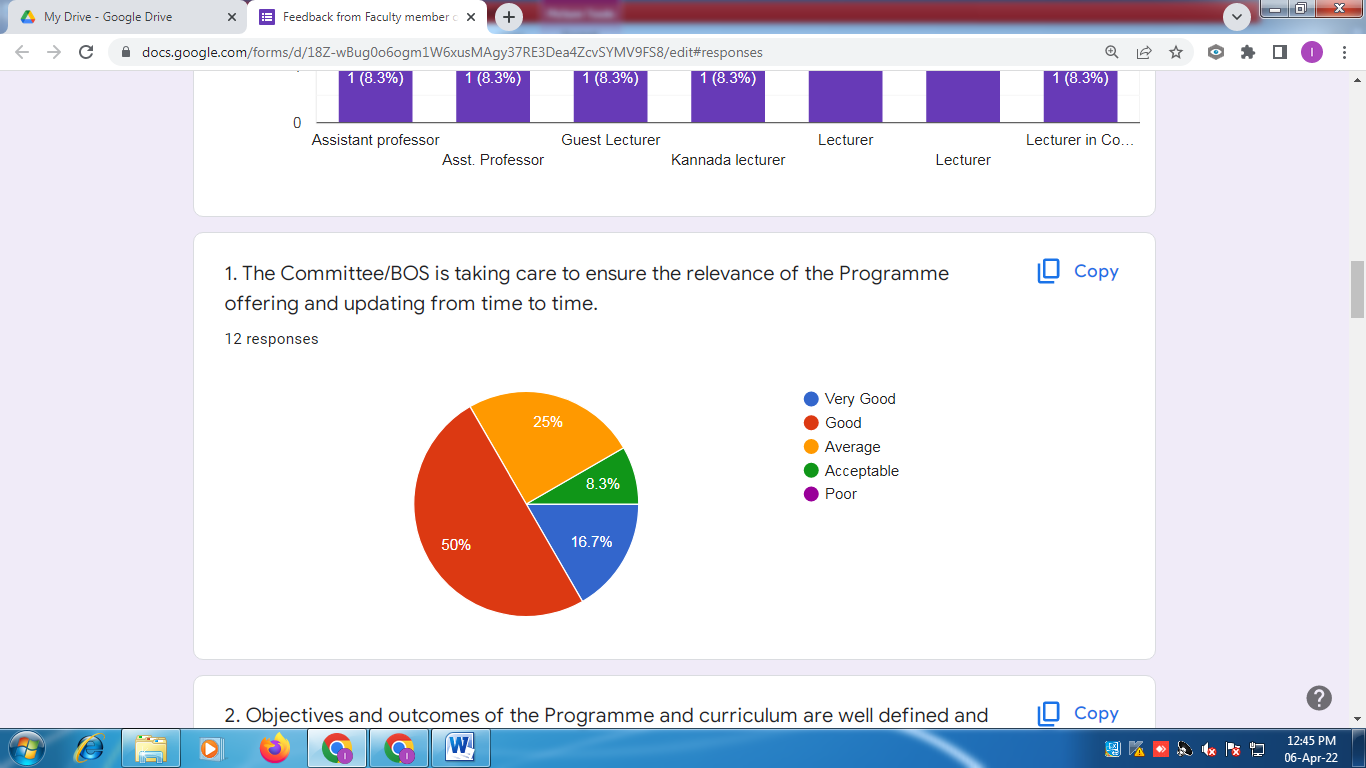 My Drive - Google Drive
Feedback from Faculty member
docs.google.com/forms/d/18Z-wBug0o6ogm1W6xusMAgy37RE3Dea4ZcvSYMV9FS8/edit#responses
1 (8.3%) 1 (8.3%) 1 (8.3%) 1 (8.3%) 1 (8.3%)
0
Assistant professor Guest Lecturer Lecturer Lecturer in Co...
Asst. Professor Kannada lecturer Lecturer
1. The Committee/BOS is taking care to ensure the relevance of the Programme
offering and updating from time to time.
Copy
12 responses
Very Good
Good
Average
Acceptable
Poor
25%
8.3%
16.7%
50%
2. Objectives and outcomes of the Programme and curriculum are well defined and
Copy
12:45 PM
06-Apr-22